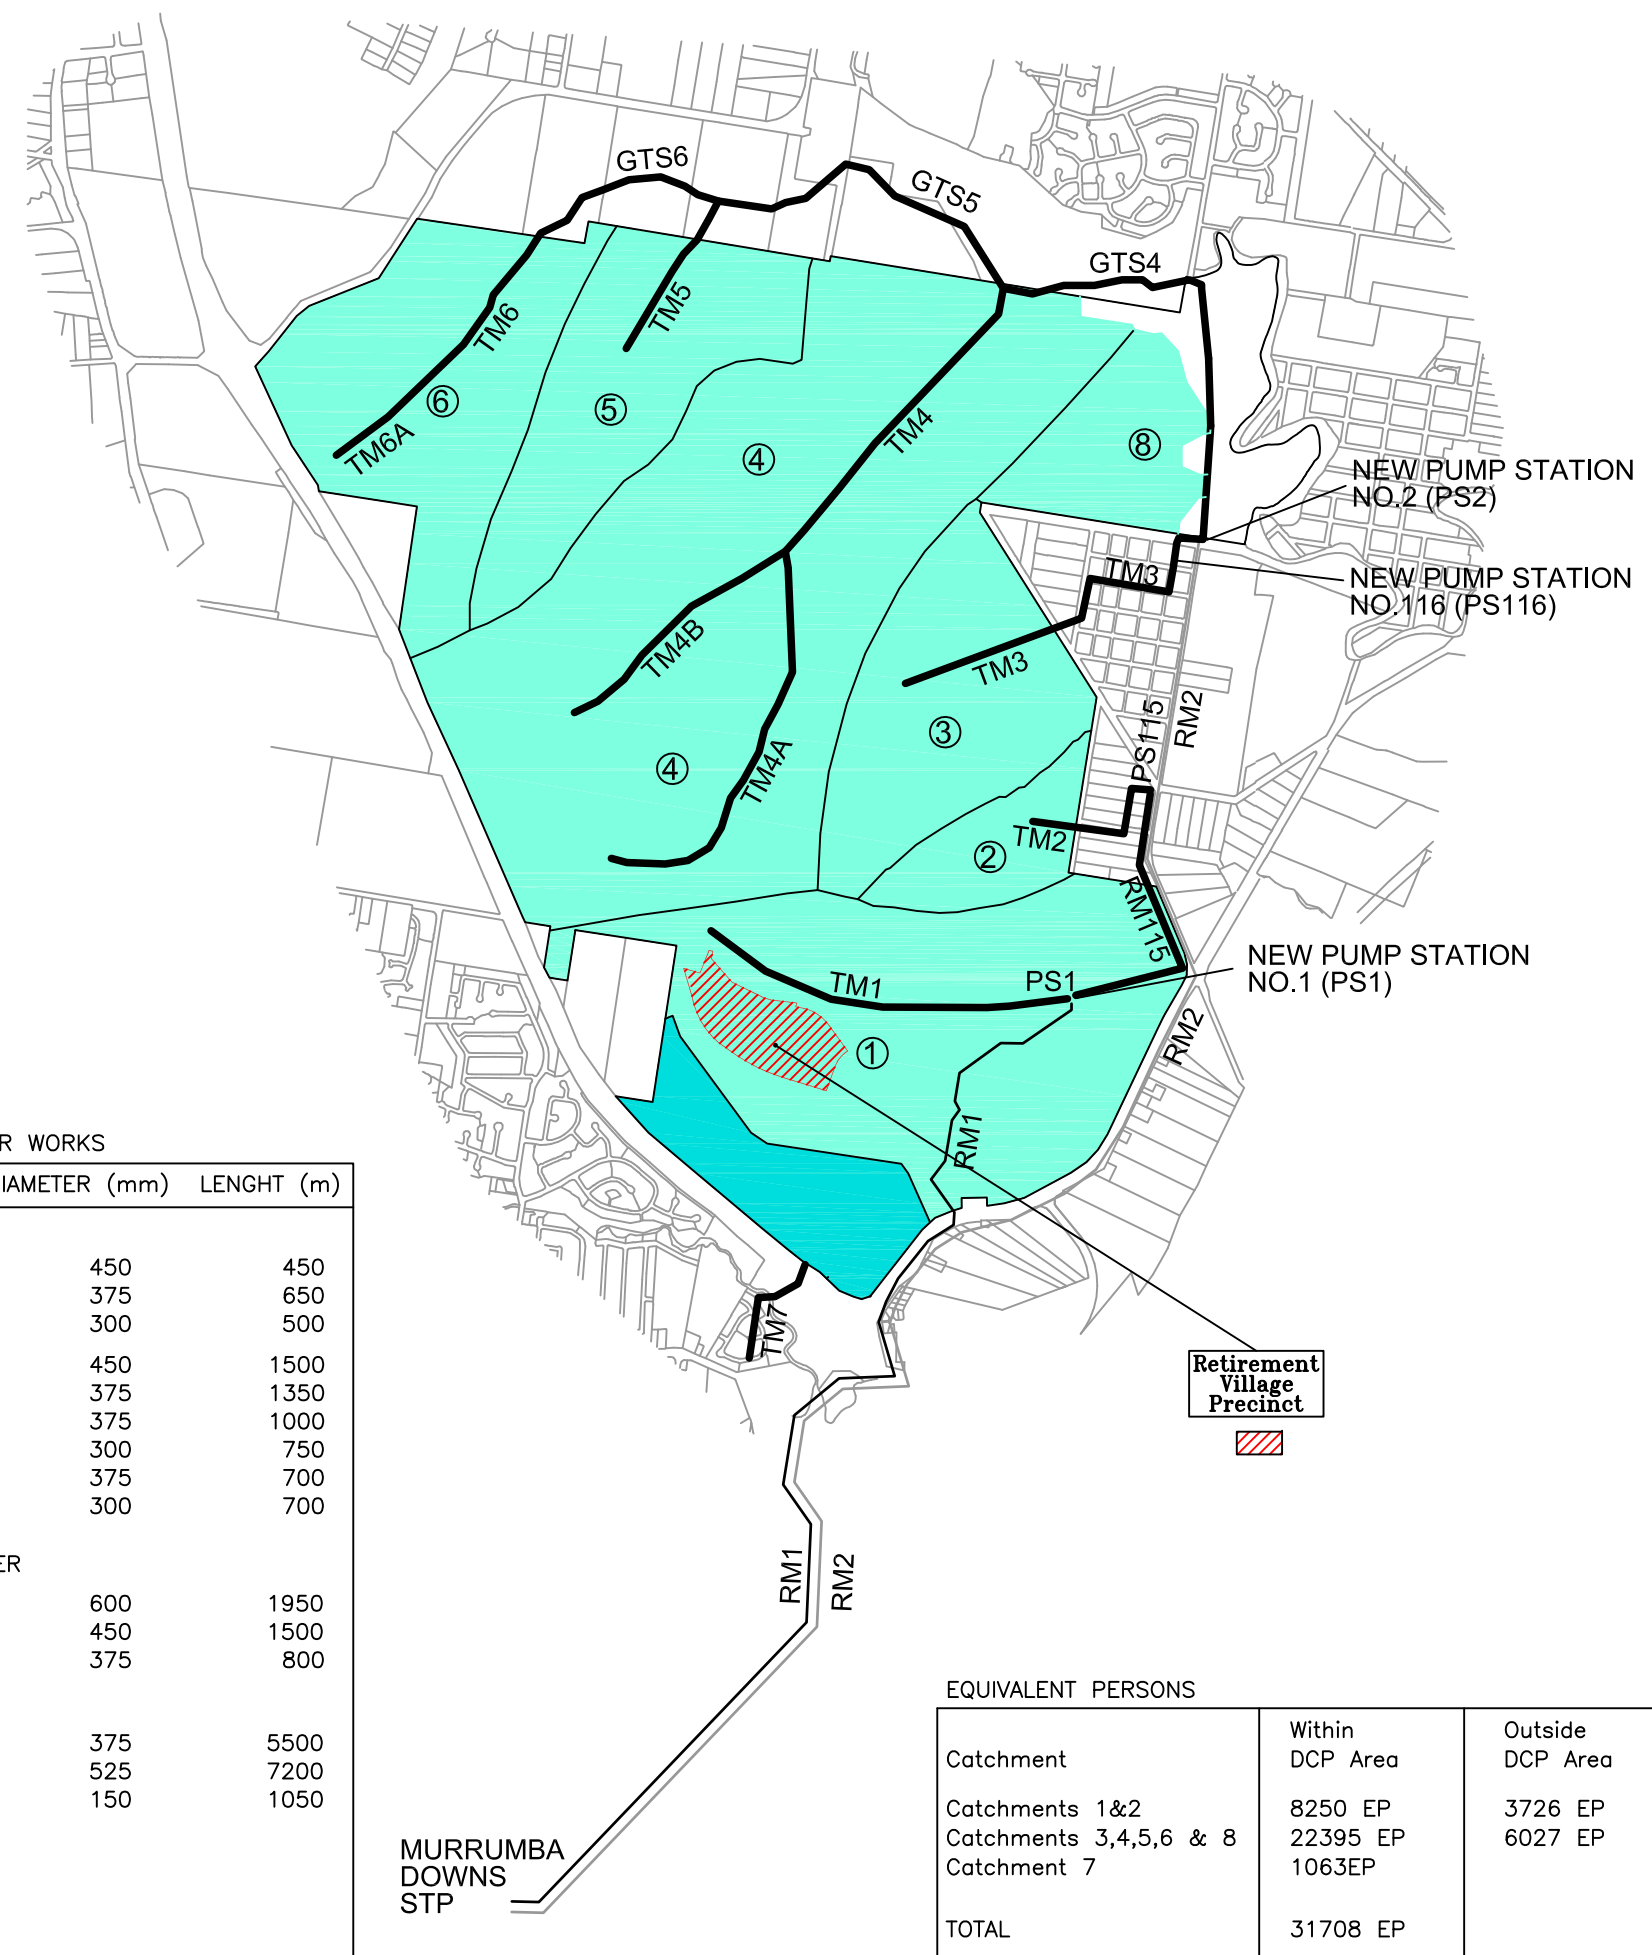 GTS6
GTS5
GTS4
TM6
TM5
TM6A
TM4
⑥
⑤
④
⑧
NEW PUMP STATION
NO.2 (PS2)
TM3
NEW PUMP STATION
NO.116 (PS116)
TM4B
TM3
③
PS115
RM2
④
TM4A
TM2
②
RM115
NEW PUMP STATION
NO.1 (PS1)
TM1
PS1
①
RM2
RM1
TM7
Retirement
Village
Precinct
RM1
RM2
MURRUMBA
DOWNS
STP
R WORKS
IAMETER (mm) LENGHT (m)
450 450
375 650
300 500
450 1500
375 1350
375 1000
300 750
375 700
300 700
ER
600 1950
450 1500
375 800
375 5500
525 7200
150 1050
EQUIVALENT PERSONS
Within Outside
Catchment DCP Area DCP Area
Catchments 1&2 8250 EP 3726 EP
Catchments 3,4,5,6 & 8 22395 EP 6027 EP
Catchment 7 1063EP
TOTAL 31708 EP